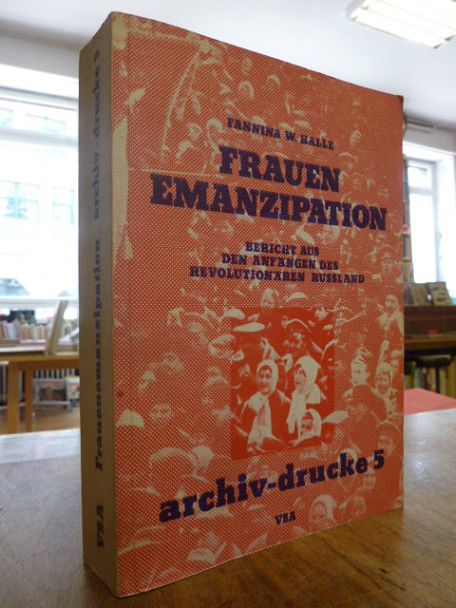 FANNINA W. HALLE
FRAUEN
EMANZIPATION
BERICHT AUS
DEN ANFÄNGEN DES
REVOLUTIONÄREN RUSSLAND
archiv-drucke 5
VSA
Frauenemanzipation archiv-drucke 5
VSA